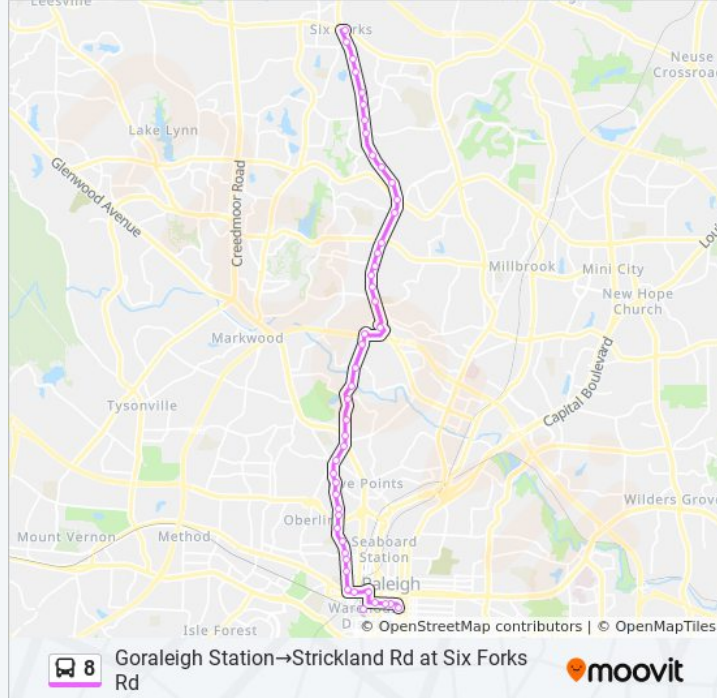 Leesville
Six Forks
Neuse
Crossroa
Lake Lynn
Glenwood Avenue
Creedmoor Road
Millbrook
Mini City
New Hope
Church
Markwood
Capital Boulevard
Tysonville
ve Points
Wilders Grove
Oberlin
Mount Vernon
Method
Seaboard
Station
Raleigh
Isle Forest
© OpenStreetMap contributors | © OpenMapTiles
8
Goraleigh Station→Strickland Rd at Six Forks
Rd
moovit